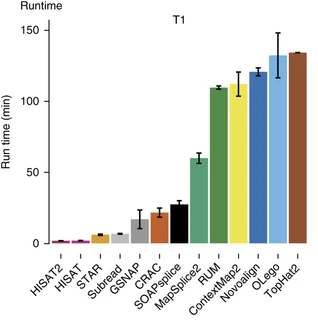 Runtime
T1
Run time (min)
150
100
50
0
HISAT2
HISAT
STAR
Subread
GSNAP
CRAC
SOAPsplice
MapSplice2
RUM
ContextMap2
Novoalign
OLego
TopHat2